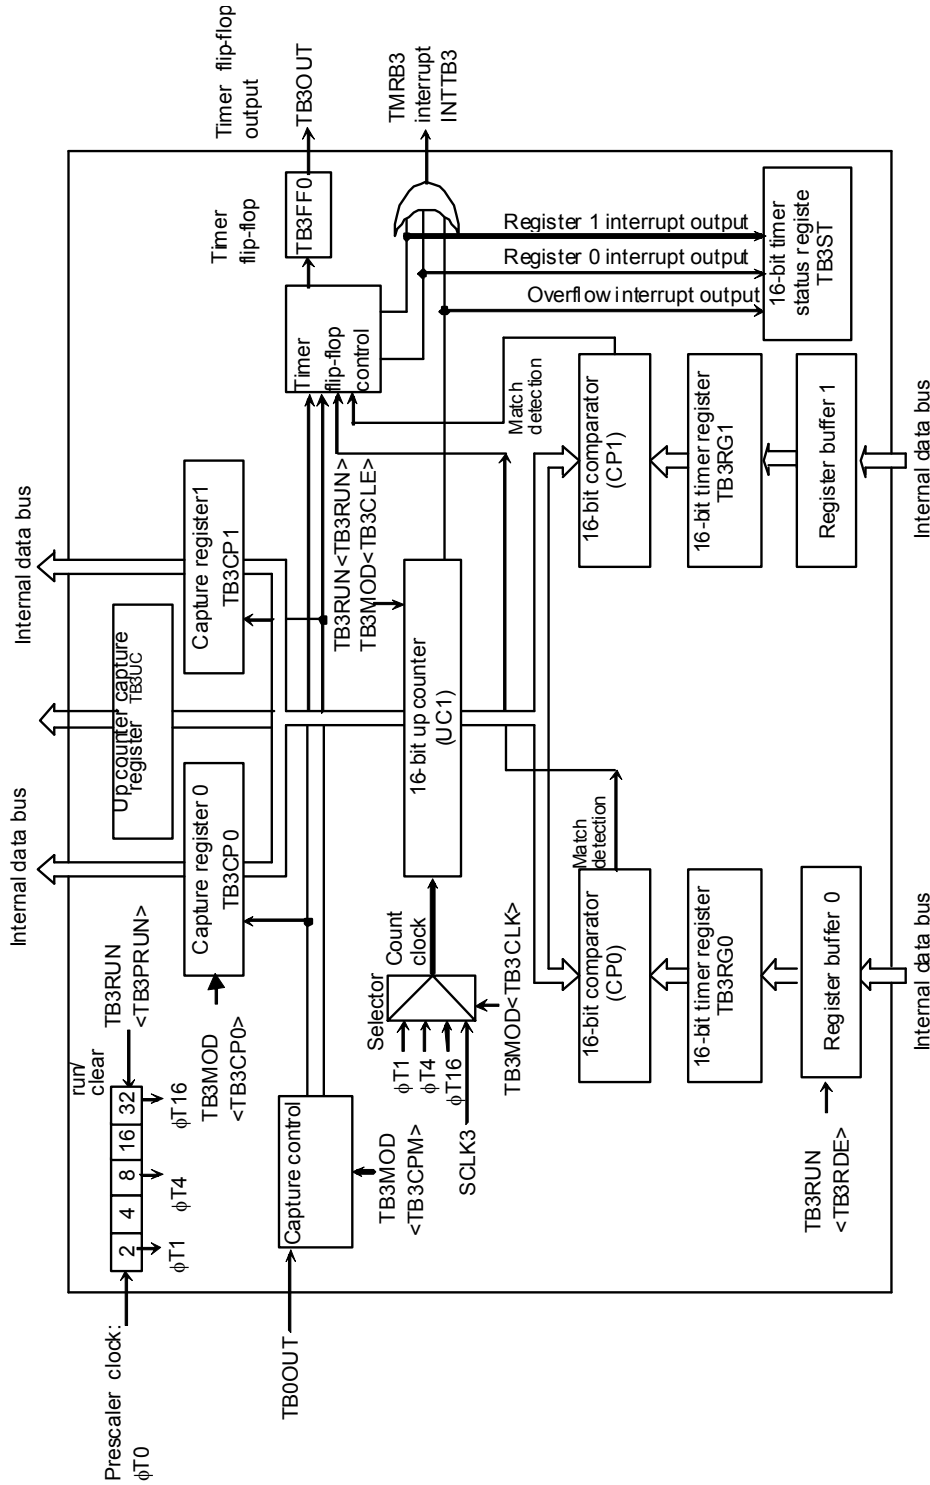 Prescaler clock:
φT0
2
4
8
16
32
run/
clear
TB3RUN
<TB3PRUN>
φT1
φT4
φT16
Internal data bus
Internal data bus
Up counter capture
register TB3UC
Capture register 0
TB3CP0
Capture register1
TB3CP1
TB3MOD
<TB3CP0>
TB0OUT
Capture control
TB3MOD
<TB3CPM>
Timer
flip-flop
control
Timer
flip-flop
TB3FF0
Timer flip-flop
output
TB3OUT
TB3RUN<TB3RUN>
TB3MOD<TB3CLE>
Selector
φT1
φT4
φT16
SCLK3
Count
clock
TB3MOD<TB3CLK>
16-bit up counter
(UC1)
TMRB3
interrupt
INTTB3
Register 1 interrupt output
Register 0 interrupt output
Overflow interrupt output
Match
detection
Match
detection
16-bit comparator
(CP0)
16-bit comparator
(CP1)
16-bit timer register
TB3RG0
16-bit timer register
TB3RG1
16-bit timer
status registe
TB3ST
Register buffer 0
Register buffer 1
TB3RUN
<TB3RDE>
Internal data bus
Internal data bus